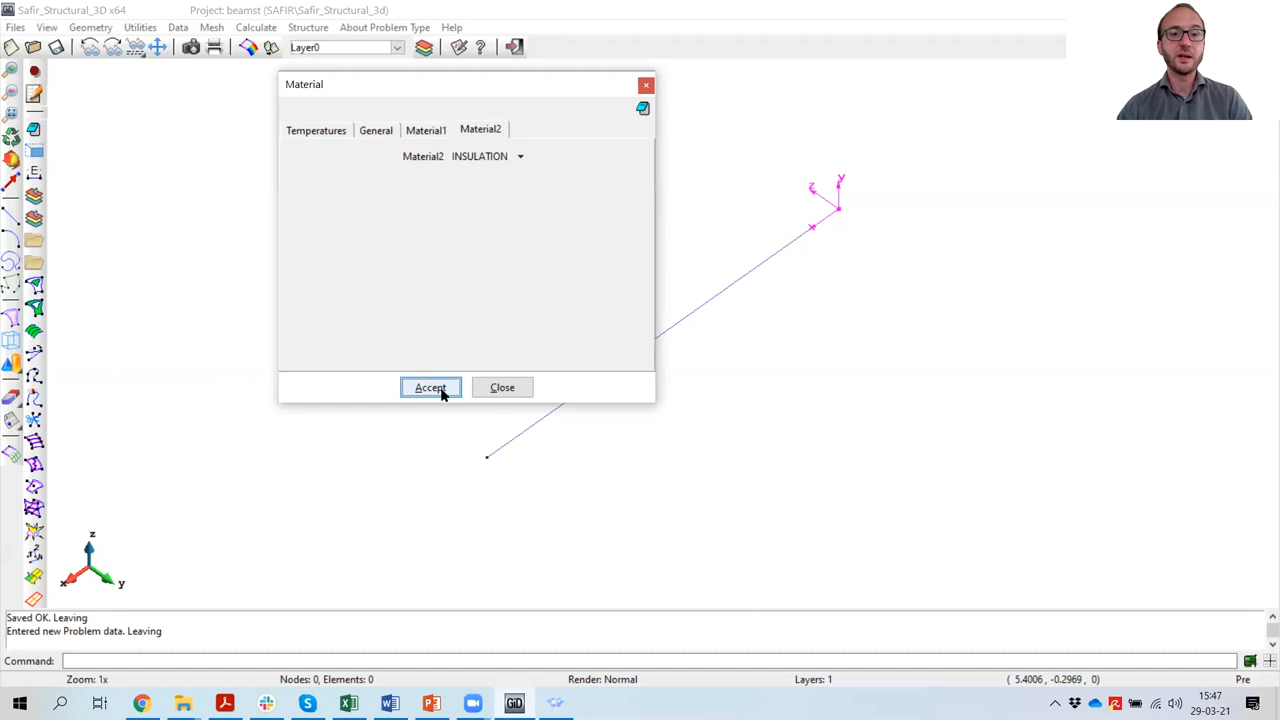 Safir_Structural_3D x64
Project: beamst (SAFIR\Safir_Structural_3d)
Files View Geometry Utilities Data Mesh Calculate Structure About Problem Type Help
Layer0
Material
Temperatures General Material1 Material2
Material2 INSULATION
Accept Close
z y
x
z
x y
Saved OK. Leaving
Entered new Problem data. Leaving
Command:
Zoom: 1x Nodes: 0, Elements: 0 Render: Normal Layers: 1 ( 5.4006, -0.2969, 0) Pre
15:47
29-03-21